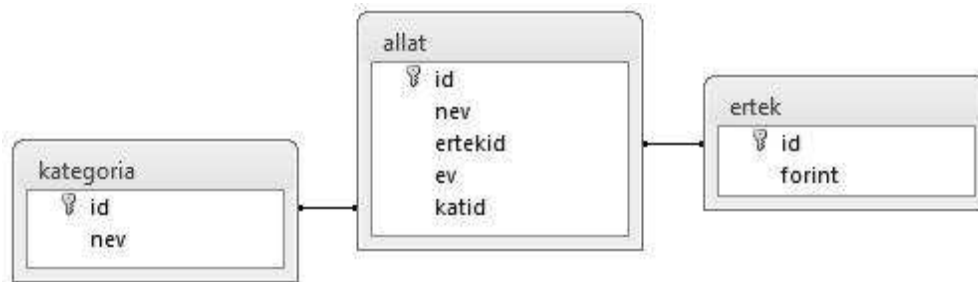 kategoria
id
nev
allat
id
nev
ertekid
ev
katid
ertek
id
forint